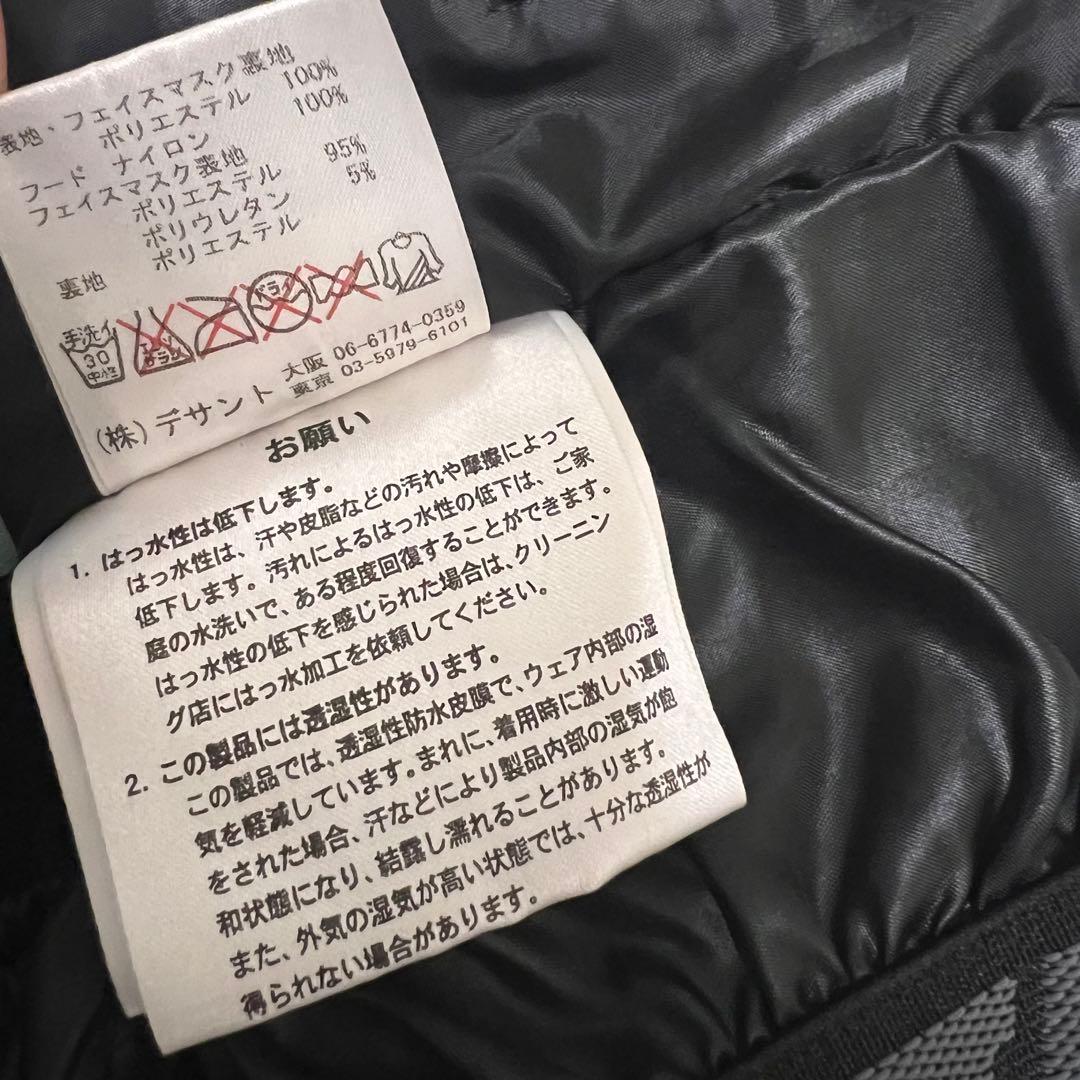 表地・フェイスマスク裏地
ポリエステル 100%
フード ナイロン 100%
フェイスマスク表地
ポリエステル 95%
ポリウレタン 5%
裏地 ポリエステル
手洗イ
30
中性
ドライ
(株)デサント 大阪 06-6774-0359
東京 03-5979-6101
お願い
1. はっ水性は低下します。
はっ水性は、汗や皮脂などの汚れや摩擦によって
低下します。汚れによるはっ水性の低下は、ご家
庭の水洗いで、ある程度回復することができます。
はっ水性の低下を感じられた場合は、クリーニン
グ店にはっ水加工を依頼してください。
2. この製品には透湿性があります。
この製品では、透湿性防水皮膜で、ウェア内部の湿
気を軽減しています。まれに、着用時に激しい運動
をされた場合、汗などにより製品内部の湿気が飽
和状態になり、結露し濡れることがあります。
また、外気の湿気が高い状態では、十分な透湿性が
得られない場合があります。